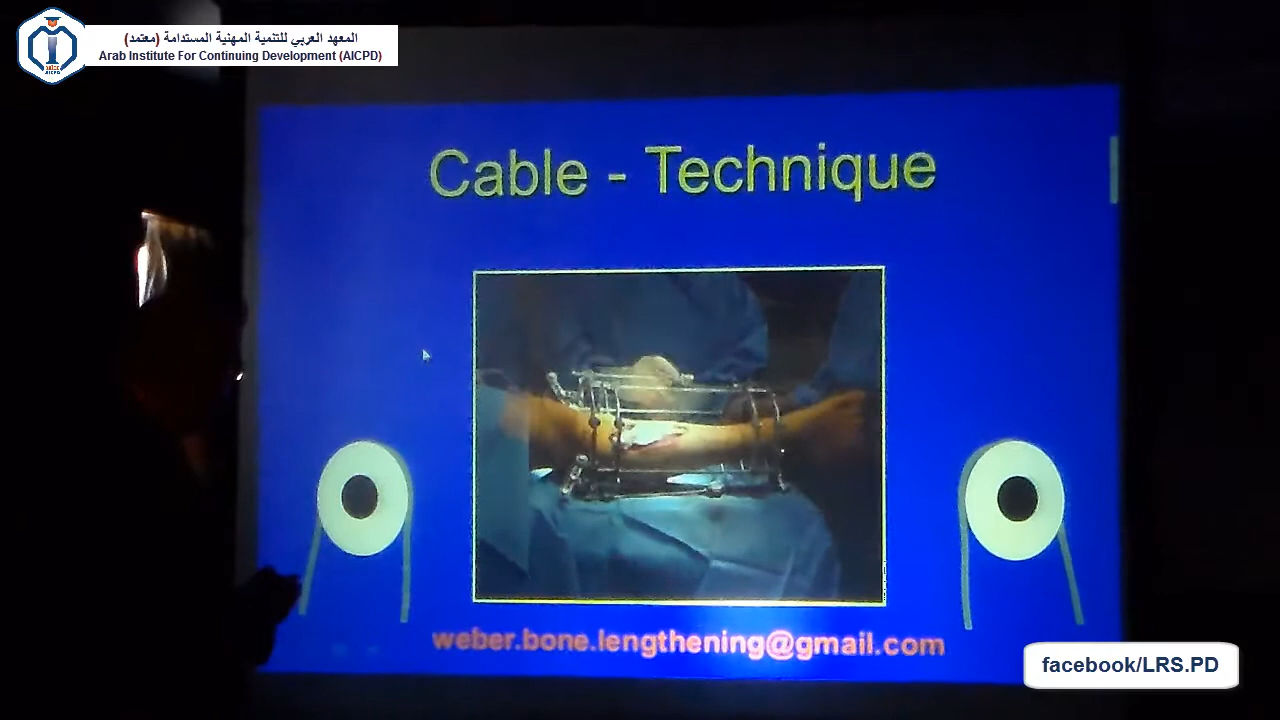 المعهد العربي للتنمية المهنية المستدامة (معتمد)
Arab Institute For Continuing Development (AICPD)
Cable - Technique
weber.bone.lengthening@gmail.com
facebook/LRS.PD